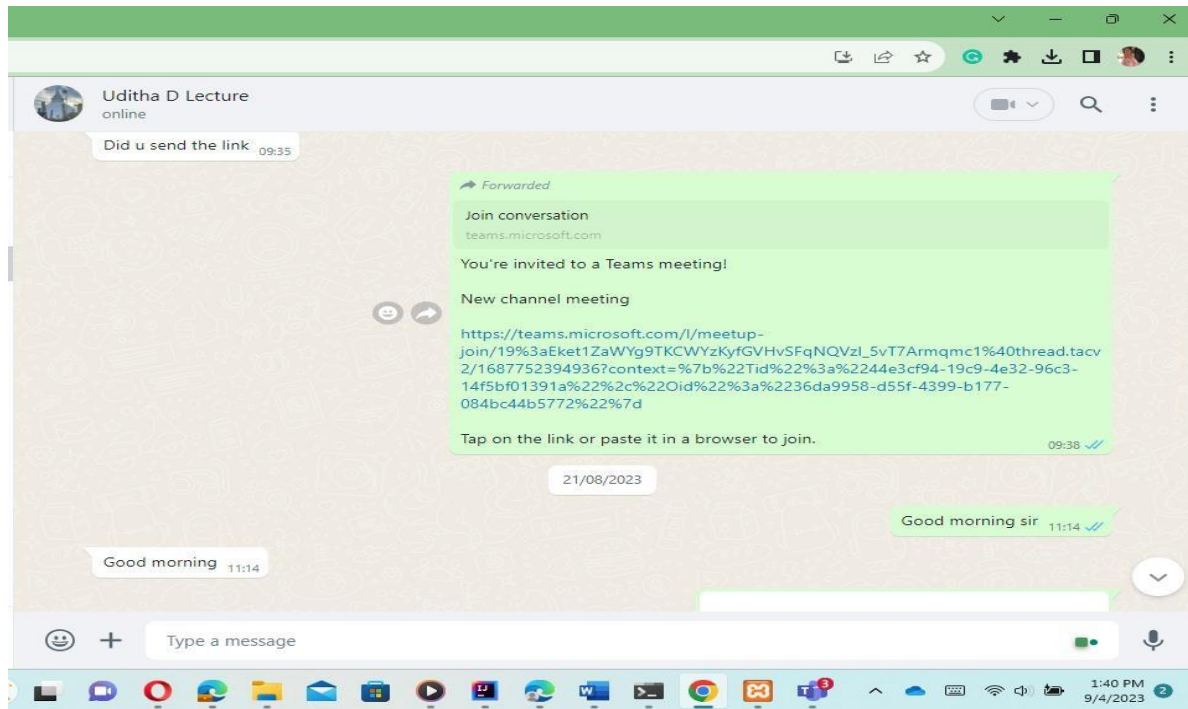 Uditha D Lecture
online
Did u send the link 09:35
Forwarded
Join conversation
teams.microsoft.com
You're invited to a Teams meeting!
New channel meeting
https://teams.microsoft.com/l/meetup-
join/19%3aEket1ZaWYg9TKCWYzKyfGVHvSFqNQVzI_5vT7Armqmc1%40thread.tacv
2/1687752394936?context=%7b%22Tid%22%3a%2244e3cf94-19c9-4e32-96c3-
14f5bf01391a%22%2c%22Oid%22%3a%2236da9958-d55f-4399-b177-
084bc44b5772%22%7d
Tap on the link or paste it in a browser to join.
09:38
21/08/2023
Good morning sir 11:14
Good morning 11:14
Type a message
3
1:40 PM
9/4/2023
2